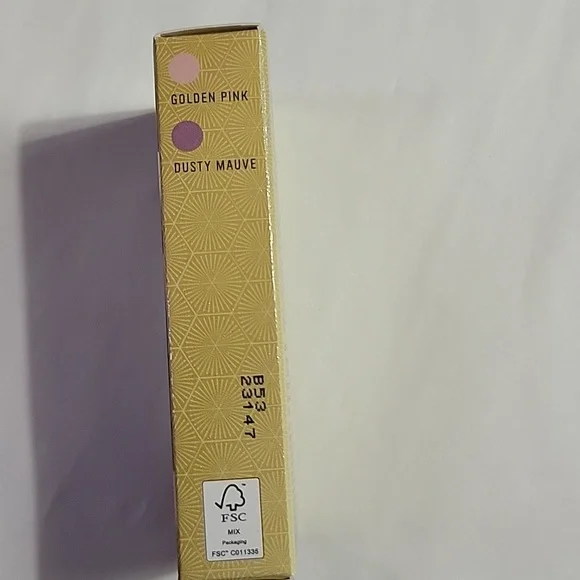 GOLDEN PINK
DUSTY MAUVE
B53
23147
FSC
MIX
Packaging
FSC™ C011335